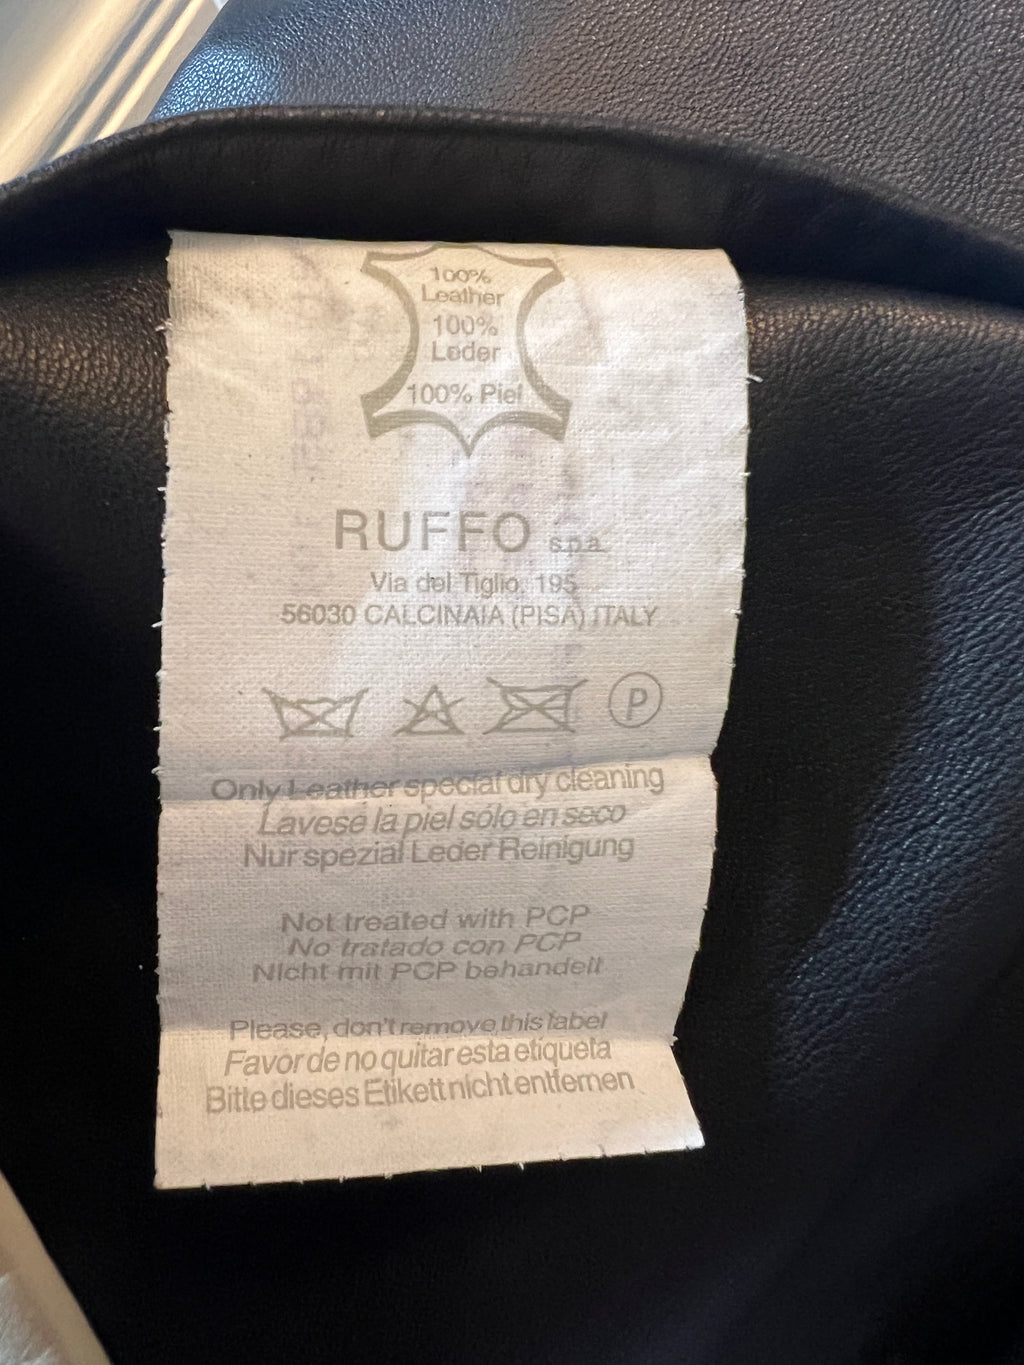 100%
Leather
100%
Leder
100% Piel
RUFFO s.p.a.
Via del Tiglio, 195
56030 CALCINAIA (PISA) ITALY
P
Only Leather special dry cleaning
Lavese la piel sólo en seco
Nur spezial Leder Reinigung
Not treated with PCP
No tratado con PCP
Nicht mit PCP behandelt
Please, don't remove this label
Favor de no quitar esta etiqueta
Bitte dieses Etikett nicht entfernen